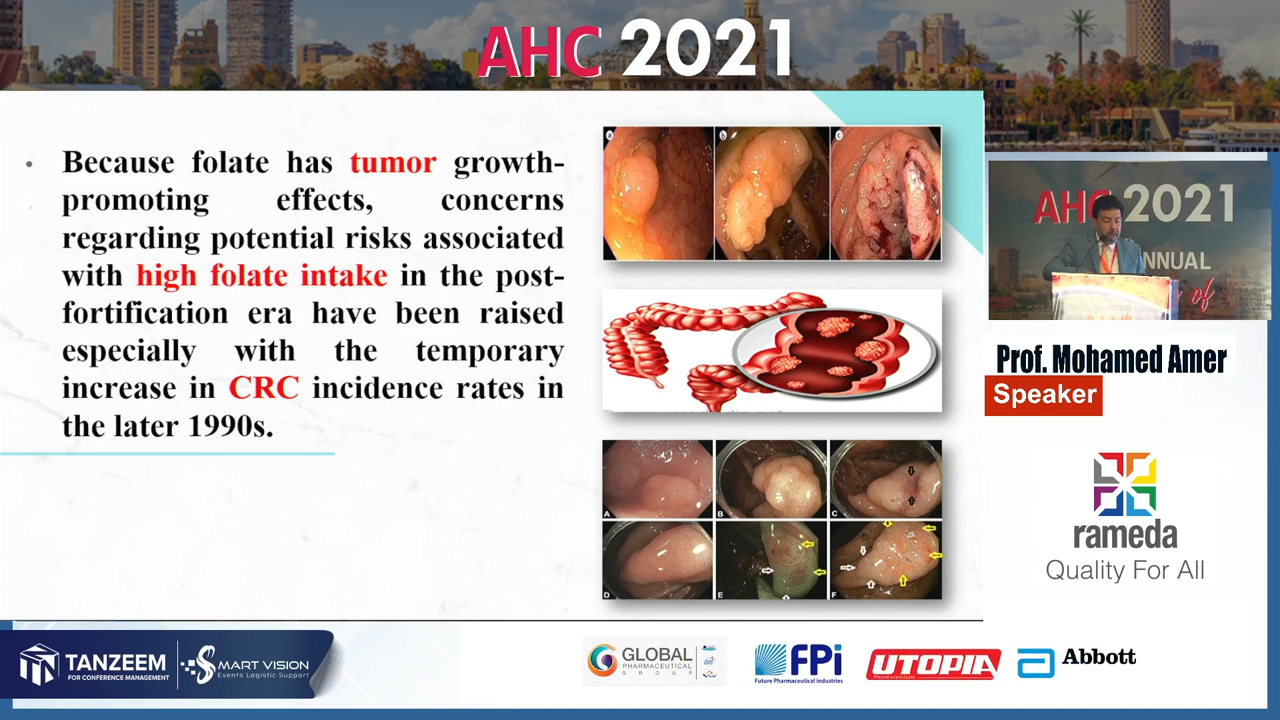 AHC 2021
• Because folate has tumor growth-
promoting effects, concerns
regarding potential risks associated
with high folate intake in the post-
fortification era have been raised
especially with the temporary
increase in CRC incidence rates in
the later 1990s.
a
b
c
A
B
C
D
E
F
AHC 2021
NNUAL
of
Prof. Mohamed Amer
Speaker
rameda
Quality For All
TANZEEM
FOR CONFERENCE MANAGEMENT
SMART VISION
Events Logistic Support
GLOBAL
PHARMACEUTICAL
GROUP
FPi
Future Pharmaceutical industries
UTOPIA
Pharmaceuticals
Abbott